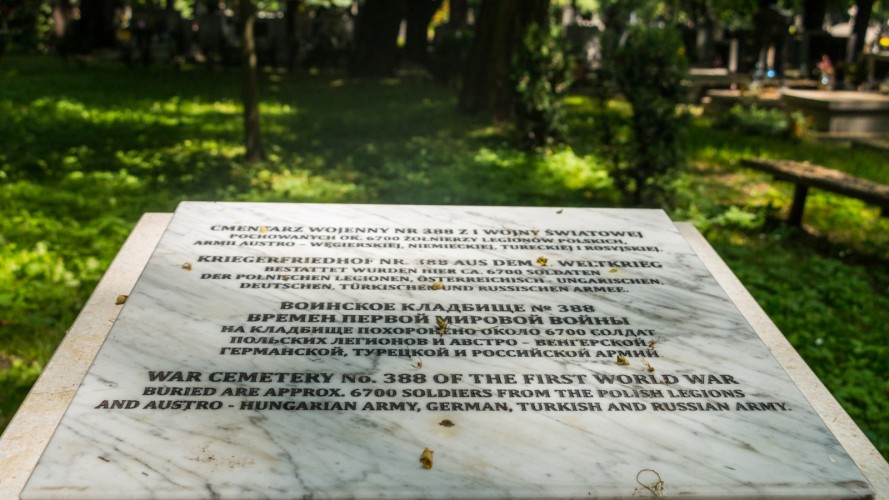 CMENTARZ WOJENNY NR 388 Z I WOJNY ŚWIATOWEJ
POCHOWANYCH OK. 6700 ŻOŁNIERZY LEGIONÓW POLSKICH,
ARMII AUSTRO - WĘGIERSKIEJ, NIEMIECKIEJ, TURECKIEJ I ROSYJSKIEJ.
KRIEGERFRIEDHOF NR. 388 AUS DEM WELTKRIEG
BESTATTET WURDEN HIER CA. 6700 SOLDATEN
DER POLNISCHEN LEGIONEN, ÖSTERREICHISCH - UNGARISCHEN,
DEUTSCHEN, TÜRKISCHEN UND RUSSISCHEN ARMEE.
ВОИНСКОЕ КЛАДБИЩЕ № 388
ВРЕМЕН ПЕРВОЙ МИРОВОЙ ВОЙНЫ
НА КЛАДБИЩЕ ПОХОРОНЕНО ОКОЛО 6700 СОЛДАТ
ПОЛЬСКИХ ЛЕГИОНОВ И АВСТРО - ВЕНГЕРСКОЙ,
ГЕРМАНСКОЙ, ТУРЕЦКОЙ И РОССИЙСКОЙ АРМИЙ
WAR CEMETERY No. 388 OF THE FIRST WORLD WAR
BURIED ARE APPROX. 6700 SOLDIERS FROM THE POLISH LEGIONS
AND AUSTRO - HUNGARIAN ARMY, GERMAN, TURKISH AND RUSSIAN ARMY.